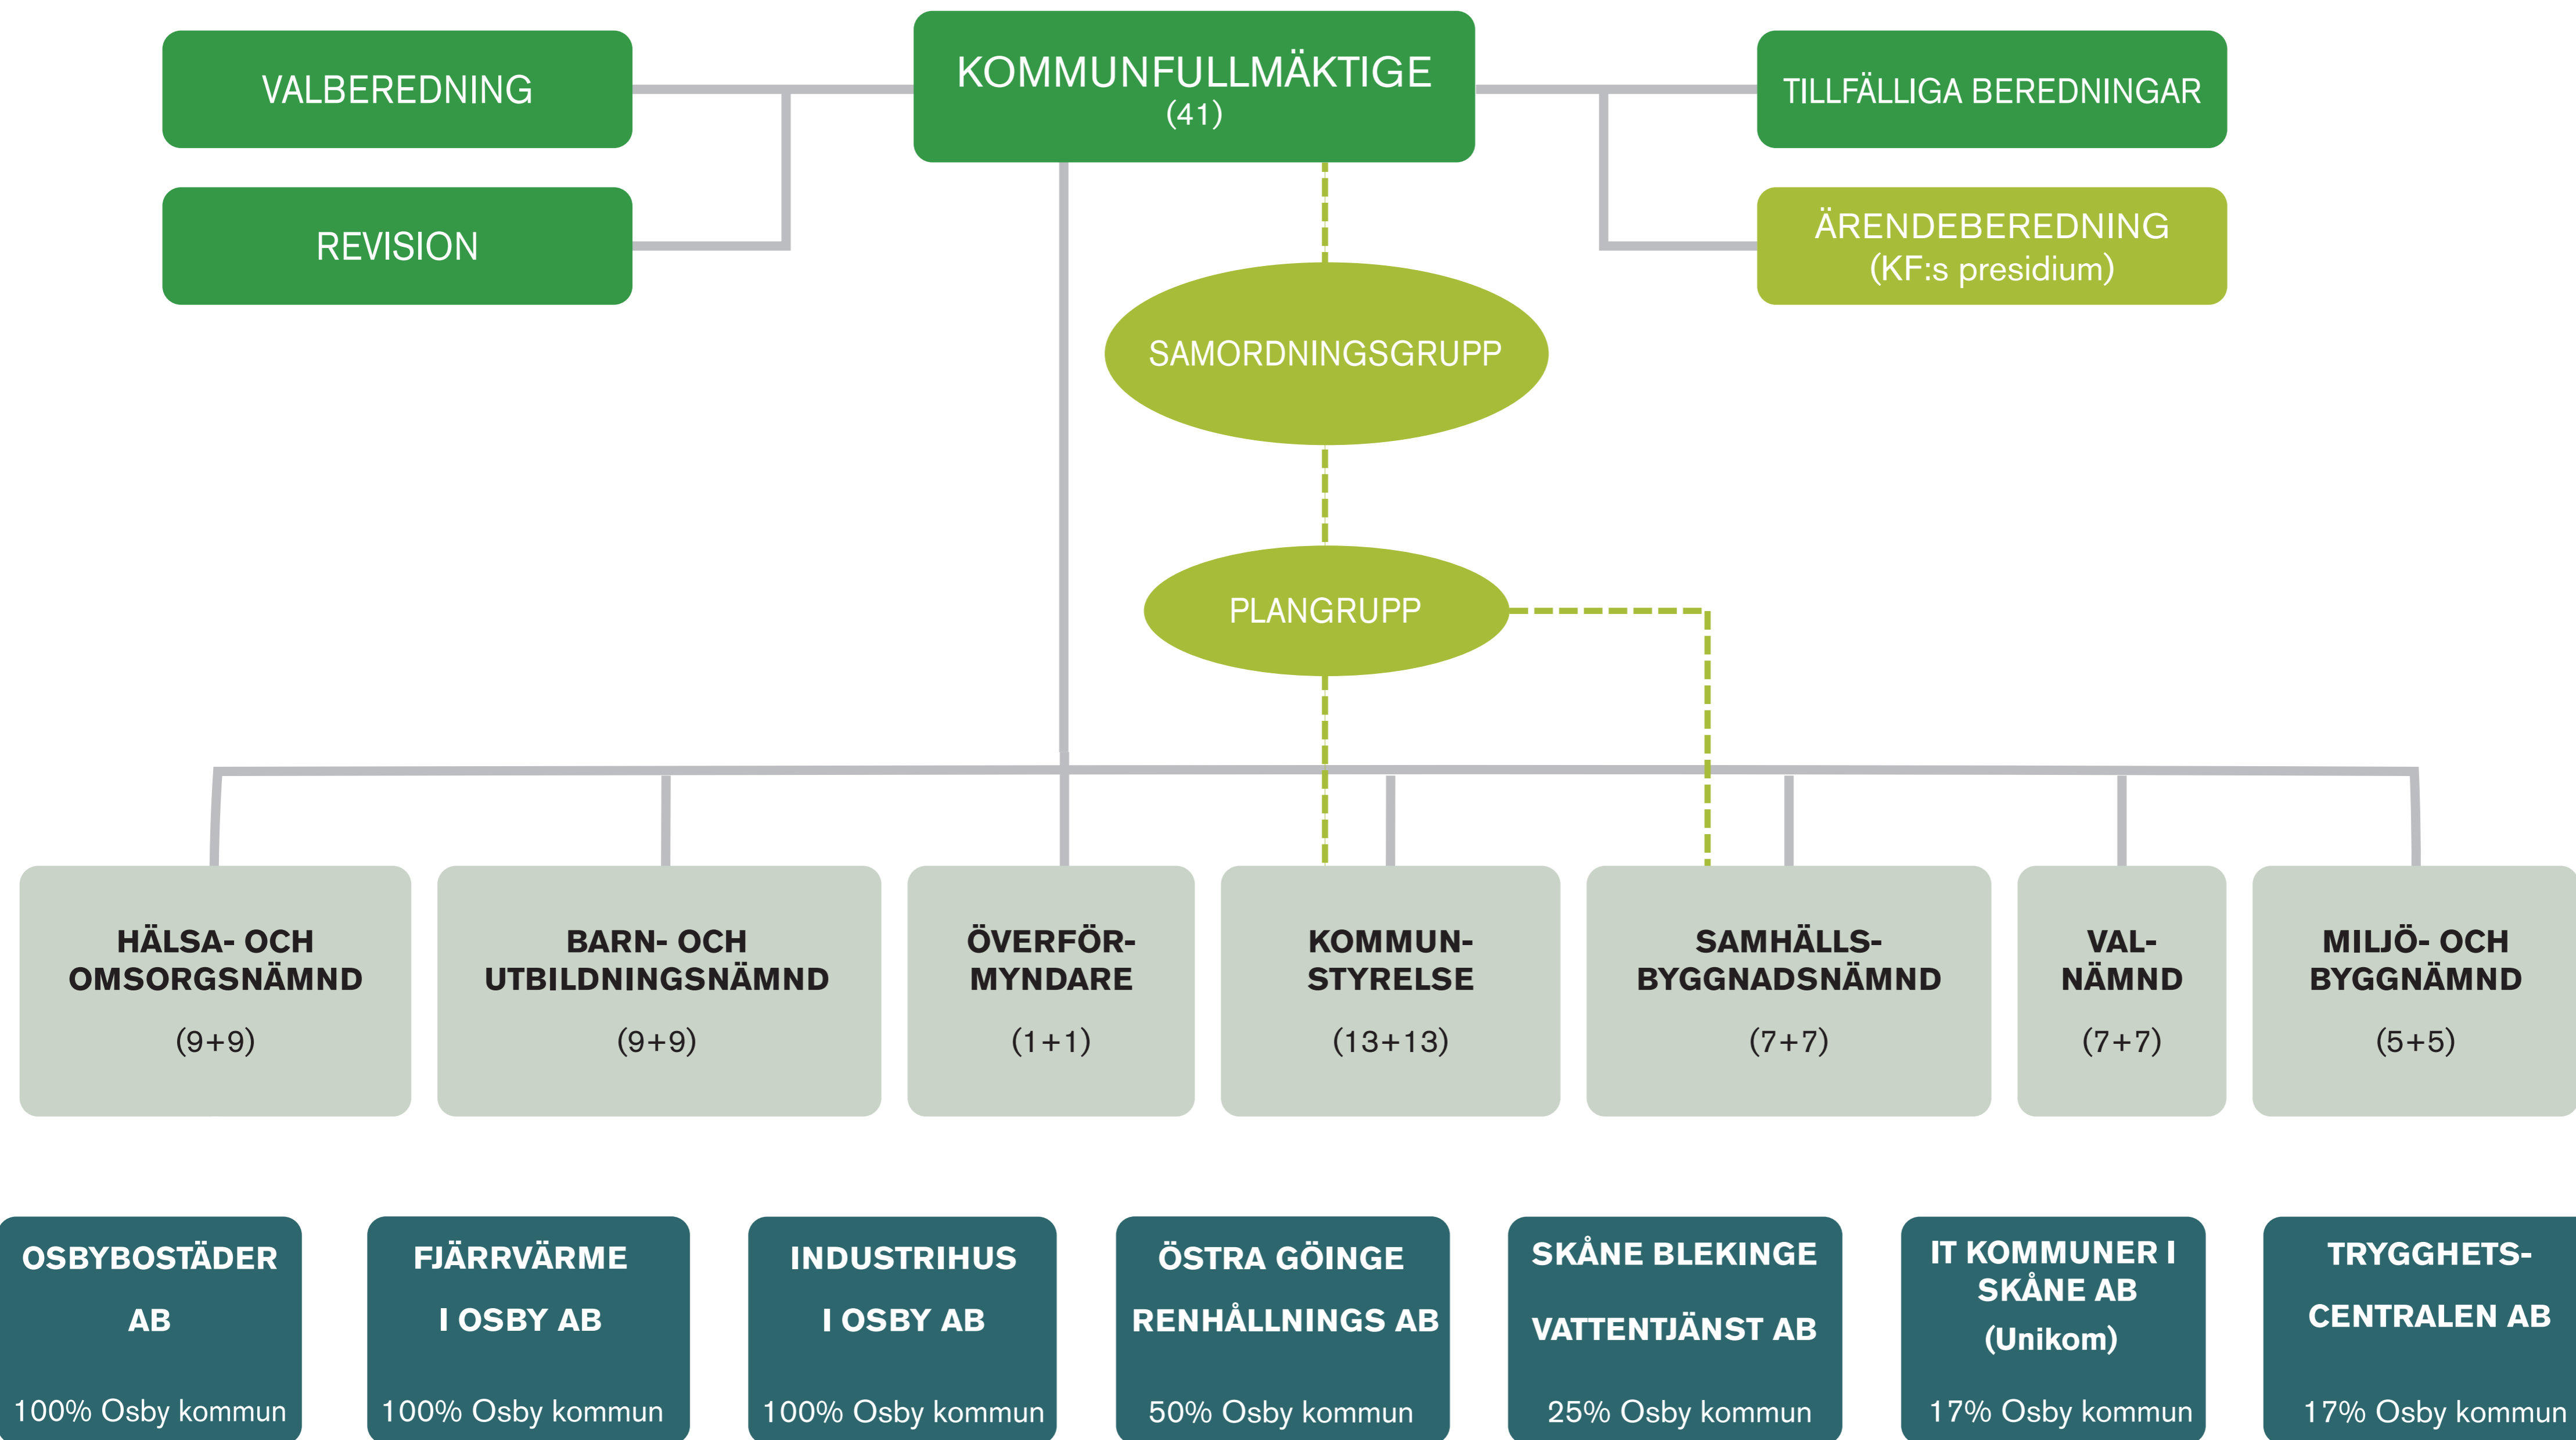 VALBEREDNING
KOMMUNFULLMÄKTIGE
(41)
TILLFÄLLIGA BEREDNINGAR
REVISION
ÄRENDEBEREDNING
(KF:s presidium)
SAMORDNINGSGRUPP
PLANGRUPP
HÄLSA- OCH
OMSORGSNÄMND
(9+9)
BARN- OCH
UTBILDNINGSNÄMND
(9+9)
ÖVERFÖR-
MYNDARE
(1+1)
KOMMUN-
STYRELSE
(13+13)
SAMHÄLLS-
BYGGNADSNÄMND
(7+7)
VAL-
NÄMND
(7+7)
MILJÖ- OCH
BYGGNÄMND
(5+5)
OSBYBOSTÄDER
AB
100% Osby kommun
FJÄRRVÄRME
I OSBY AB
100% Osby kommun
INDUSTRIHUS
I OSBY AB
100% Osby kommun
ÖSTRA GÖINGE
RENHÅLLNINGS AB
50% Osby kommun
SKÅNE BLEKINGE
VATTENTJÄNST AB
25% Osby kommun
IT KOMMUNER I
SKÅNE AB
(Unikom)
17% Osby kommun
TRYGGHETS-
CENTRALEN AB
17% Osby kommun